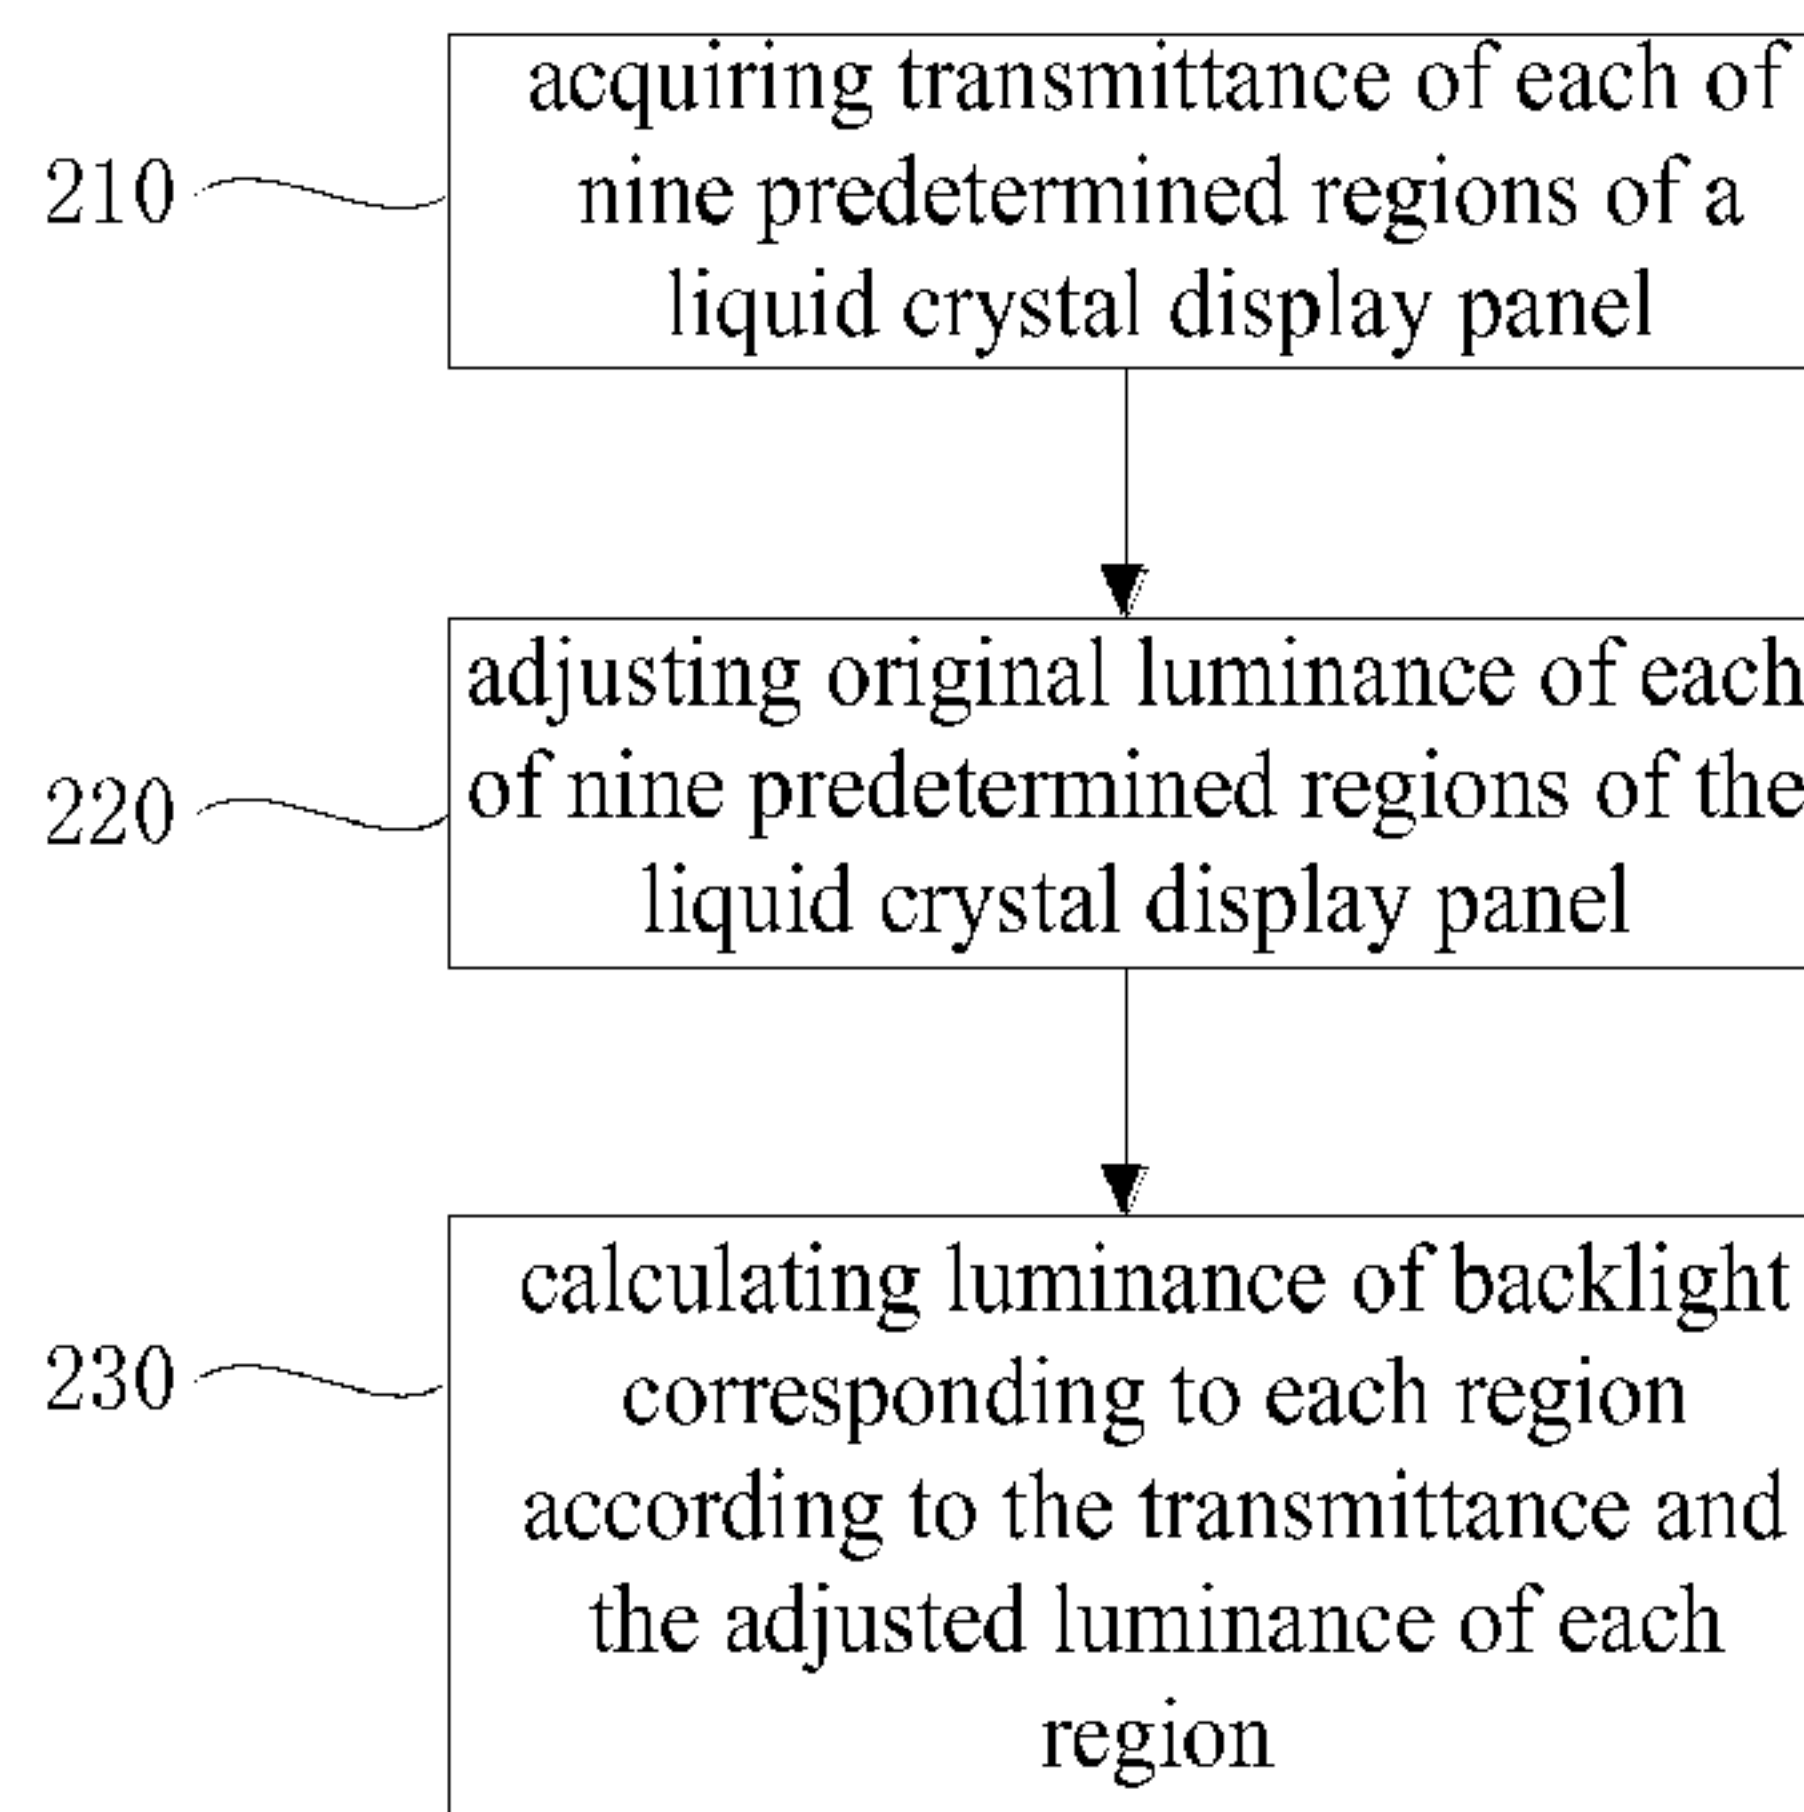 acquiring transmittance of each of
210
nine predetermined regions of a
liquid crystal display panel
adjusting original luminance of each
220
of nine predetermined regions of the
liquid crystal display panel
calculating luminance of backlight
230
corresponding to each region
according to the transmittance and
the adjusted luminance of each
region